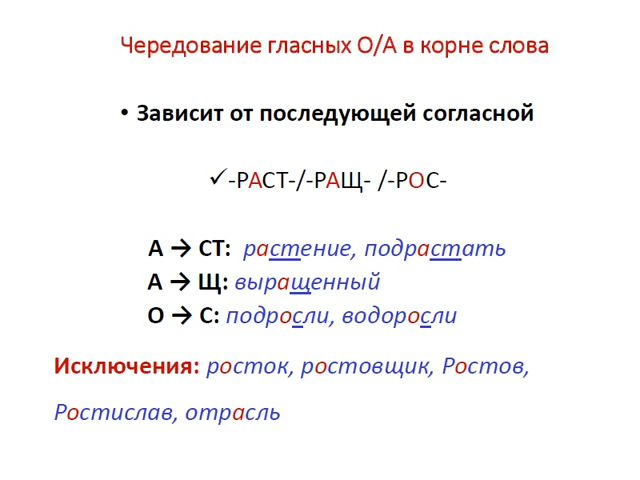 Чередование гласных О/А в корне слова
• Зависит от последующей согласной
✓-РАСТ-/-РАЩ- /-РОС-
А → СТ: растение, подрастать
А → Щ: выращенный
О → С: подросли, водоросли
Исключения: росток, ростовщик, Ростов,
Ростислав, отрасль